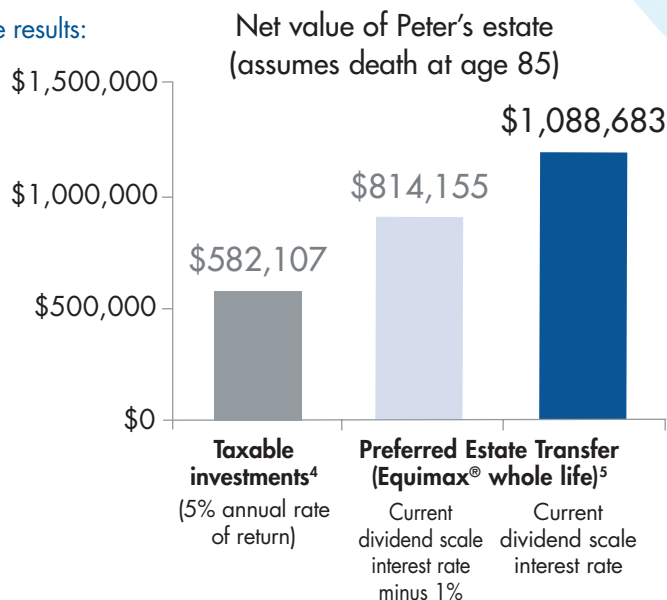 e results:
Net value of Peter's estate
(assumes death at age 85)
$1,500,000
$1,088,683
$1,000,000
$814,155
$582,107
$500,000
$0
Taxable
investments⁴
(5% annual rate
of return)
Preferred Estate Transfer
(Equimax® whole life)⁵
Current
dividend scale
interest rate
minus 1%
Current
dividend scale
interest rate